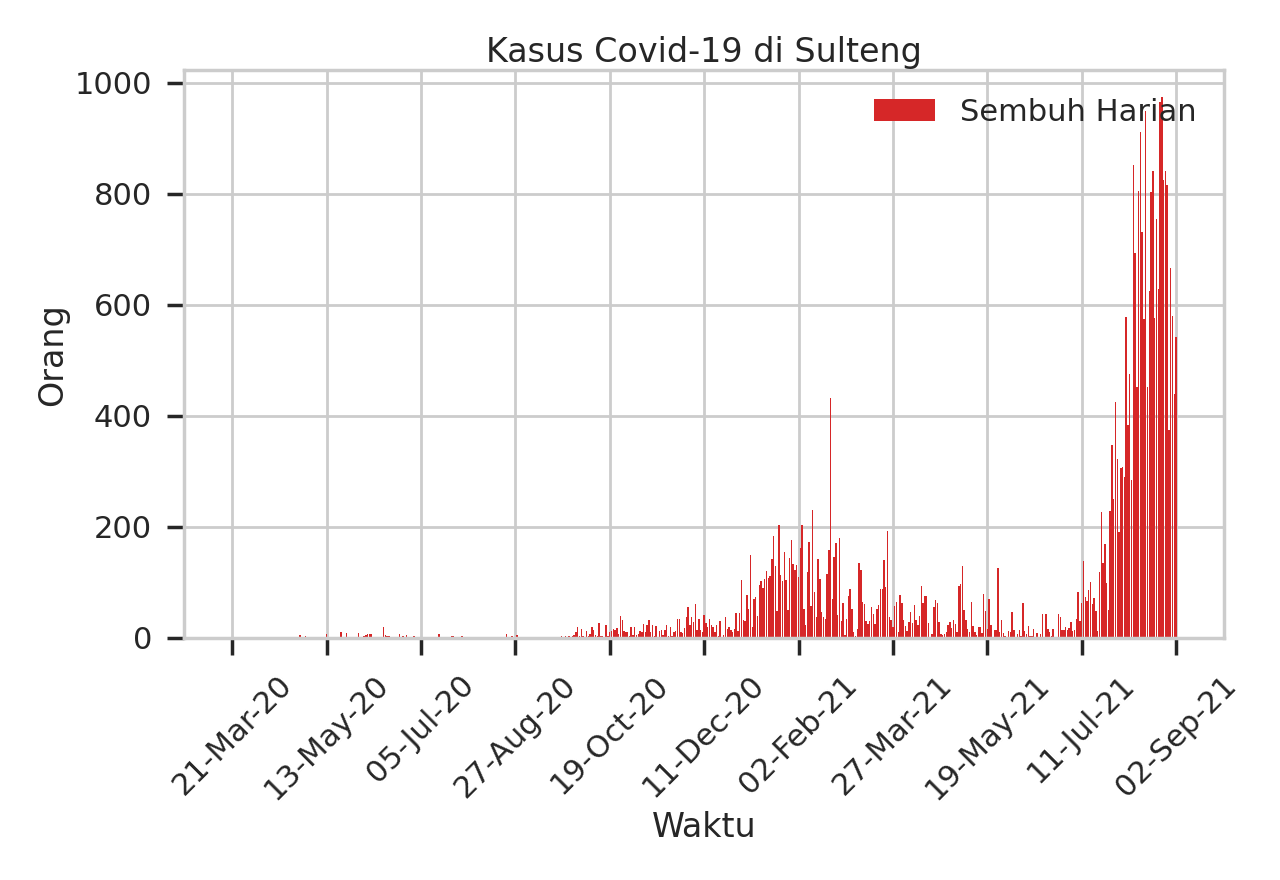 Kasus Covid-19 di Sulteng
Sembuh Harian
Orang
1000
800
600
400
200
0
21-Mar-20
13-May-20
05-Jul-20
27-Aug-20
19-Oct-20
11-Dec-20
02-Feb-21
27-Mar-21
19-May-21
11-Jul-21
02-Sep-21
Waktu